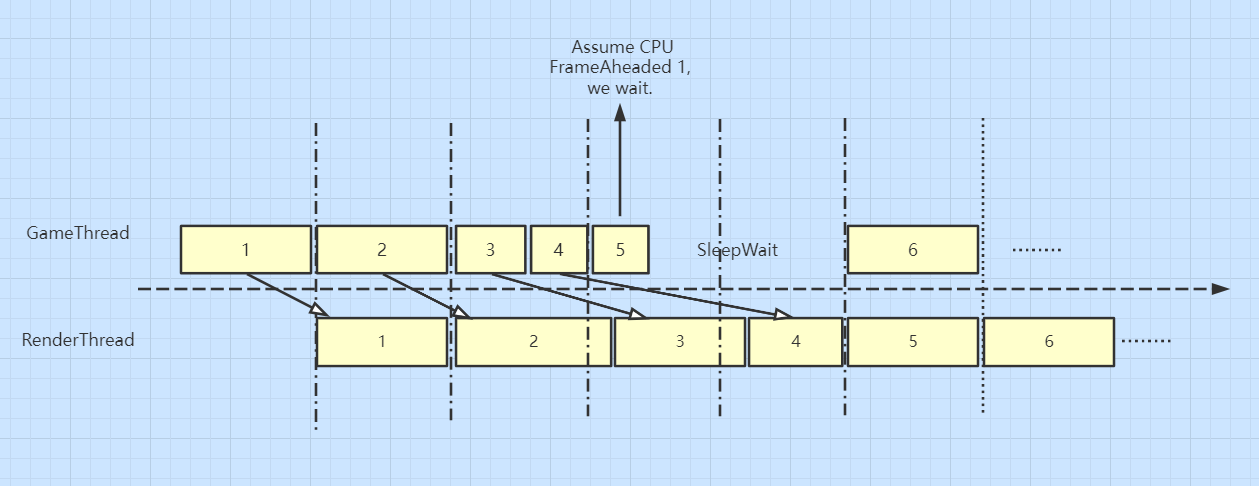 Assume CPU
FrameAheaded 1,
we wait.
GameThread
1
2
3
4
5
SleepWait
6
RenderThread
1
2
3
4
5
6